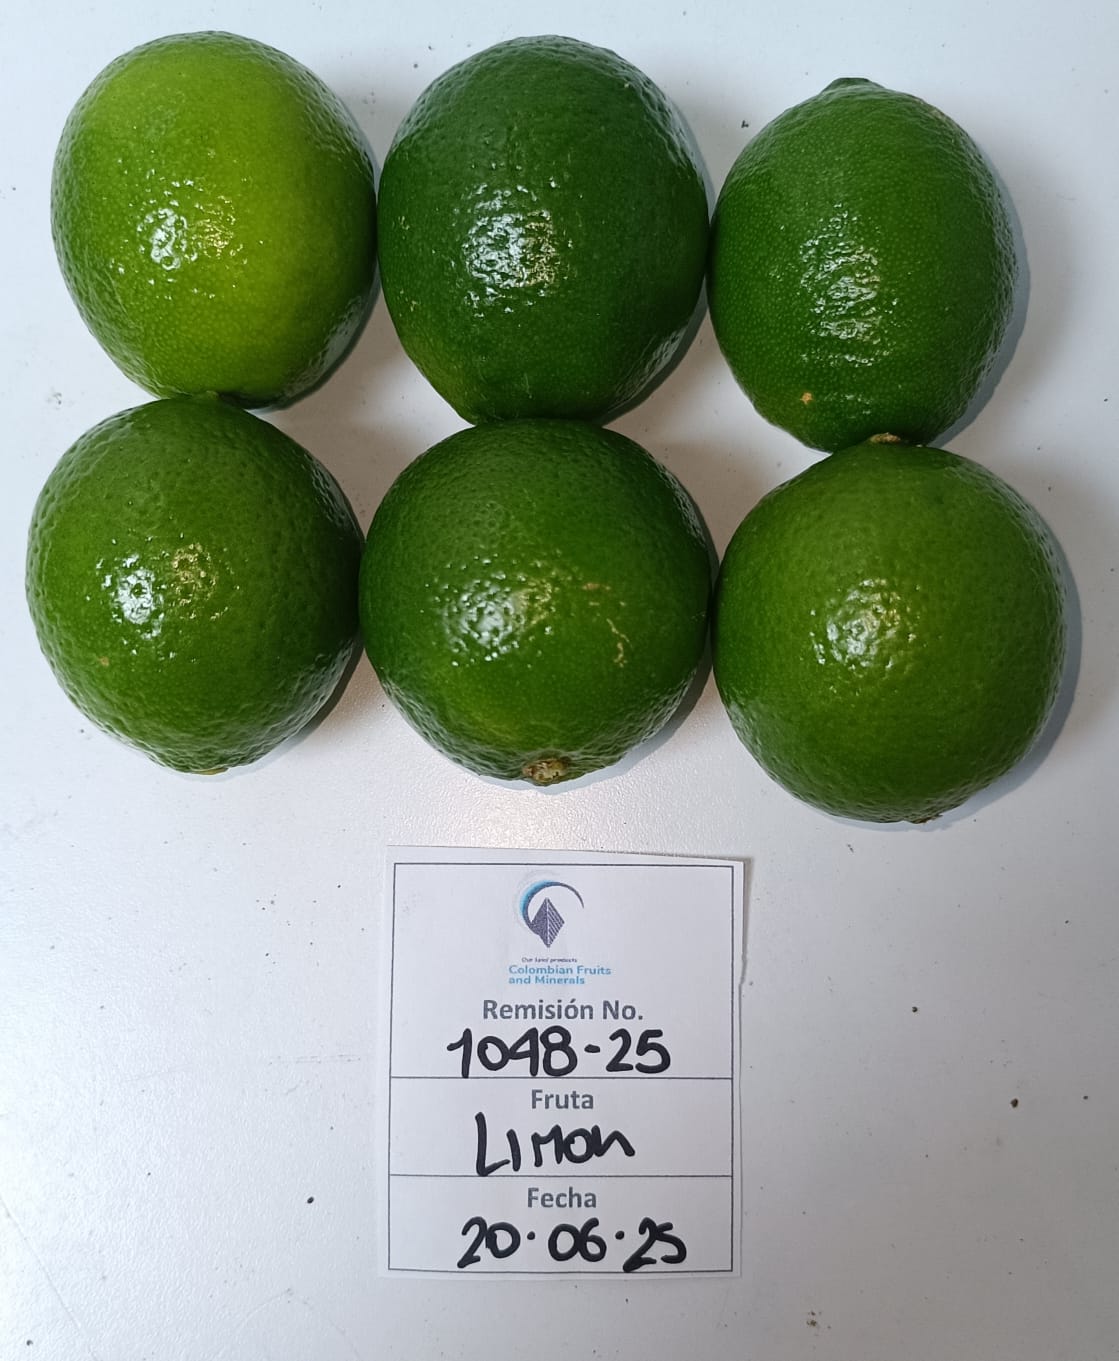 Our land products
Colombian Fruits
and Minerals
Remisión No.
1048-25
Fruta
Limon
Fecha
20.06.25